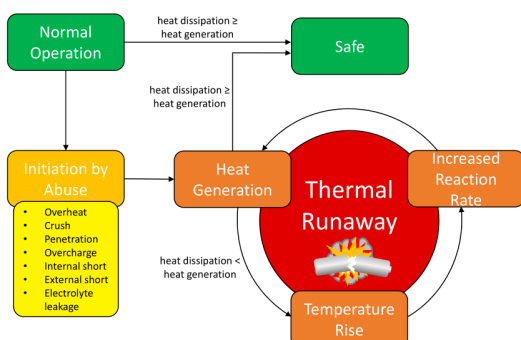 Normal
Operation
heat dissipation ≥
heat generation
Safe
heat dissipation ≥
heat generation
Initiation by
Abuse
• Overheat
• Crush
• Penetration
• Overcharge
• Internal short
• External short
• Electrolyte
leakage
Heat
Generation
Thermal
Runaway
Increased
Reaction
Rate
heat dissipation <
heat generation
Temperature
Rise